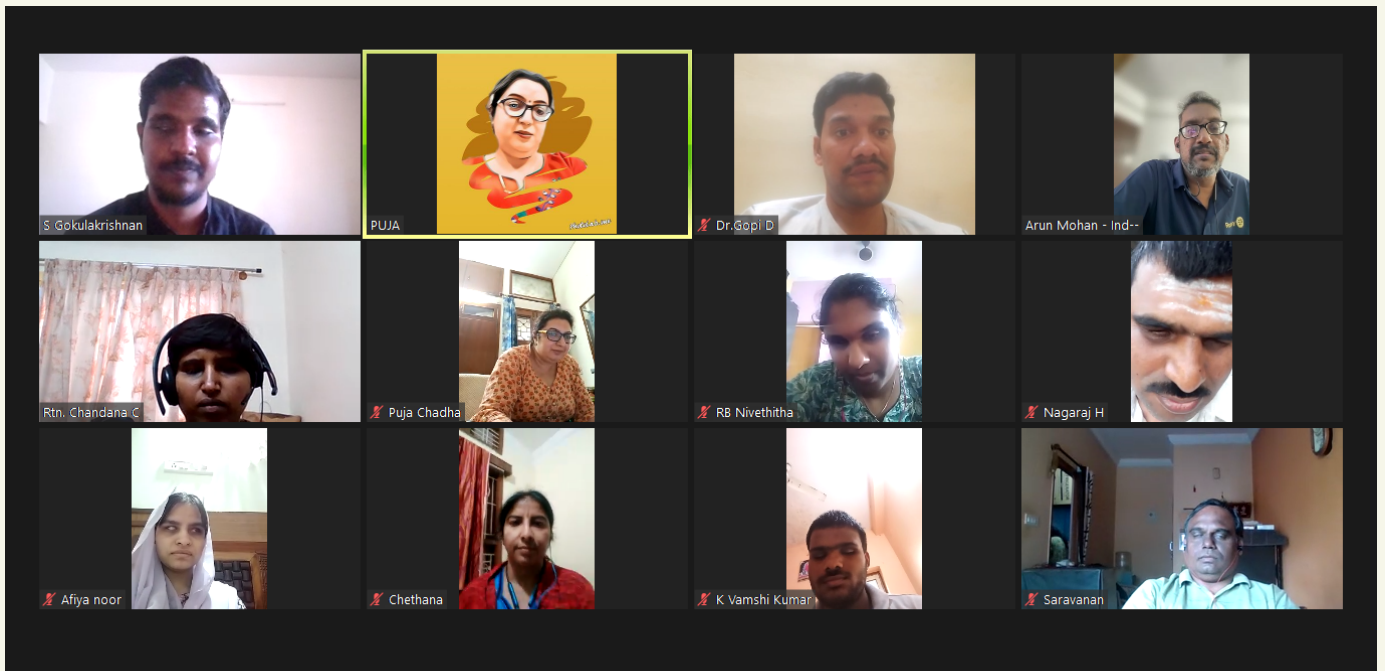 S Gokulakrishnan
PUJA
Dr.Gopi D
Arun Mohan - Ind--
Rtn. Chandana C
Puja Chadha
RB Nivethitha
Nagaraj H
Afiya noor
Chethana
K Vamshi Kumar
Saravanan